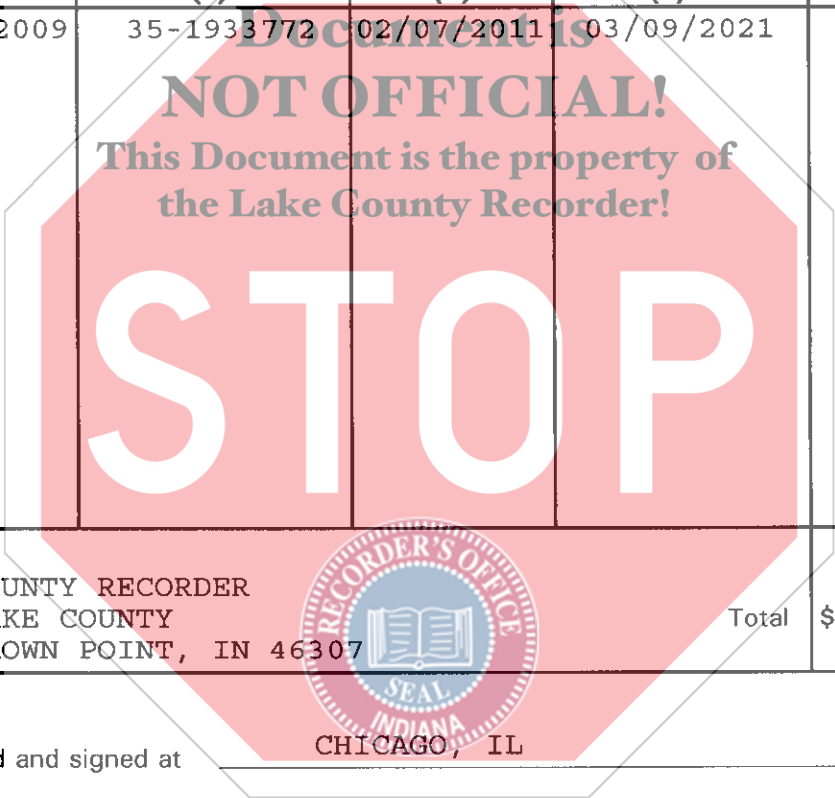 Document is
2009 35-1933772 02/07/2011 03/09/2021
NOT OFFICIAL!
This Document is the property of
the Lake County Recorder!
STOP
RECORDER'S OFFICE
SEAL
INDIANA
UNTY RECORDER
KE COUNTY
Total $
OWN POINT, IN 46307
and signed at CHICAGO, IL